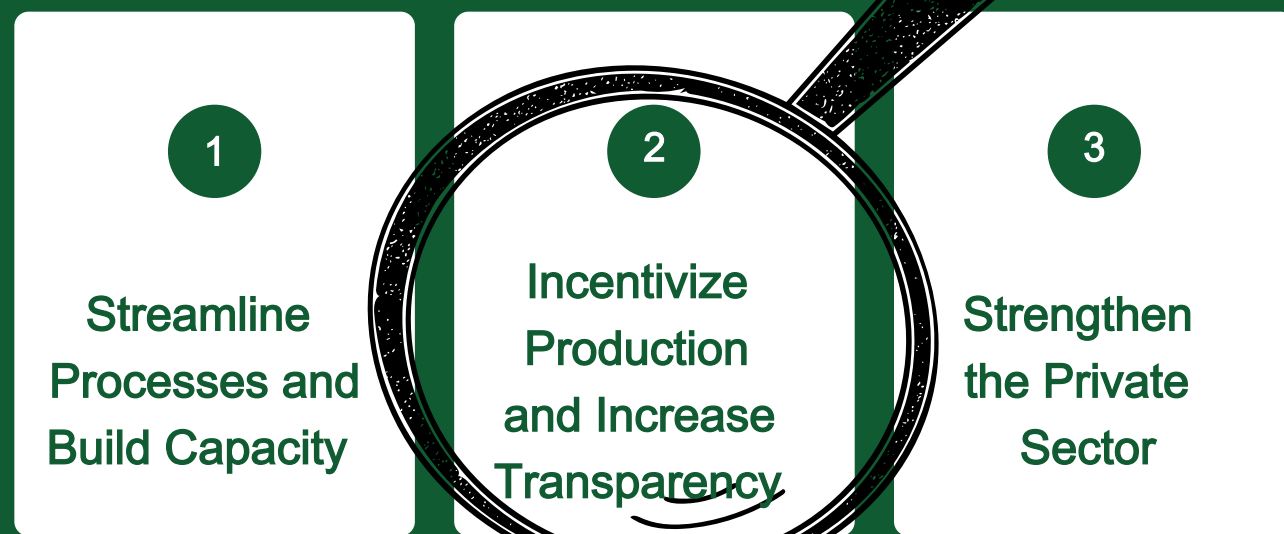 1
Streamline
Processes and
Build Capacity
2
Incentivize
Production
and Increase
Transparency
3
Strengthen
the Private
Sector